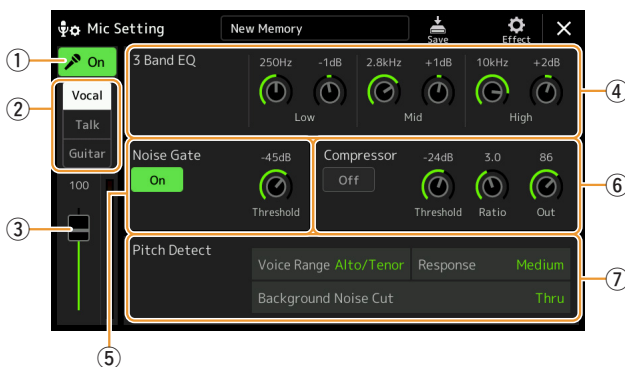 Mic Setting New Memory Save Effect
① On
3 Band EQ 250Hz -1dB 2.8kHz +1dB 10kHz +2dB
Low Mid High
④
② Vocal
Talk
Guitar
Noise Gate -45dB
On
Threshold
Compressor -24dB 3.0 86
Off
Threshold Ratio Out
⑥
100
③
Pitch Detect
Voice Range Alto/Tenor Response Medium
Background Noise Cut Thru
⑦
⑤